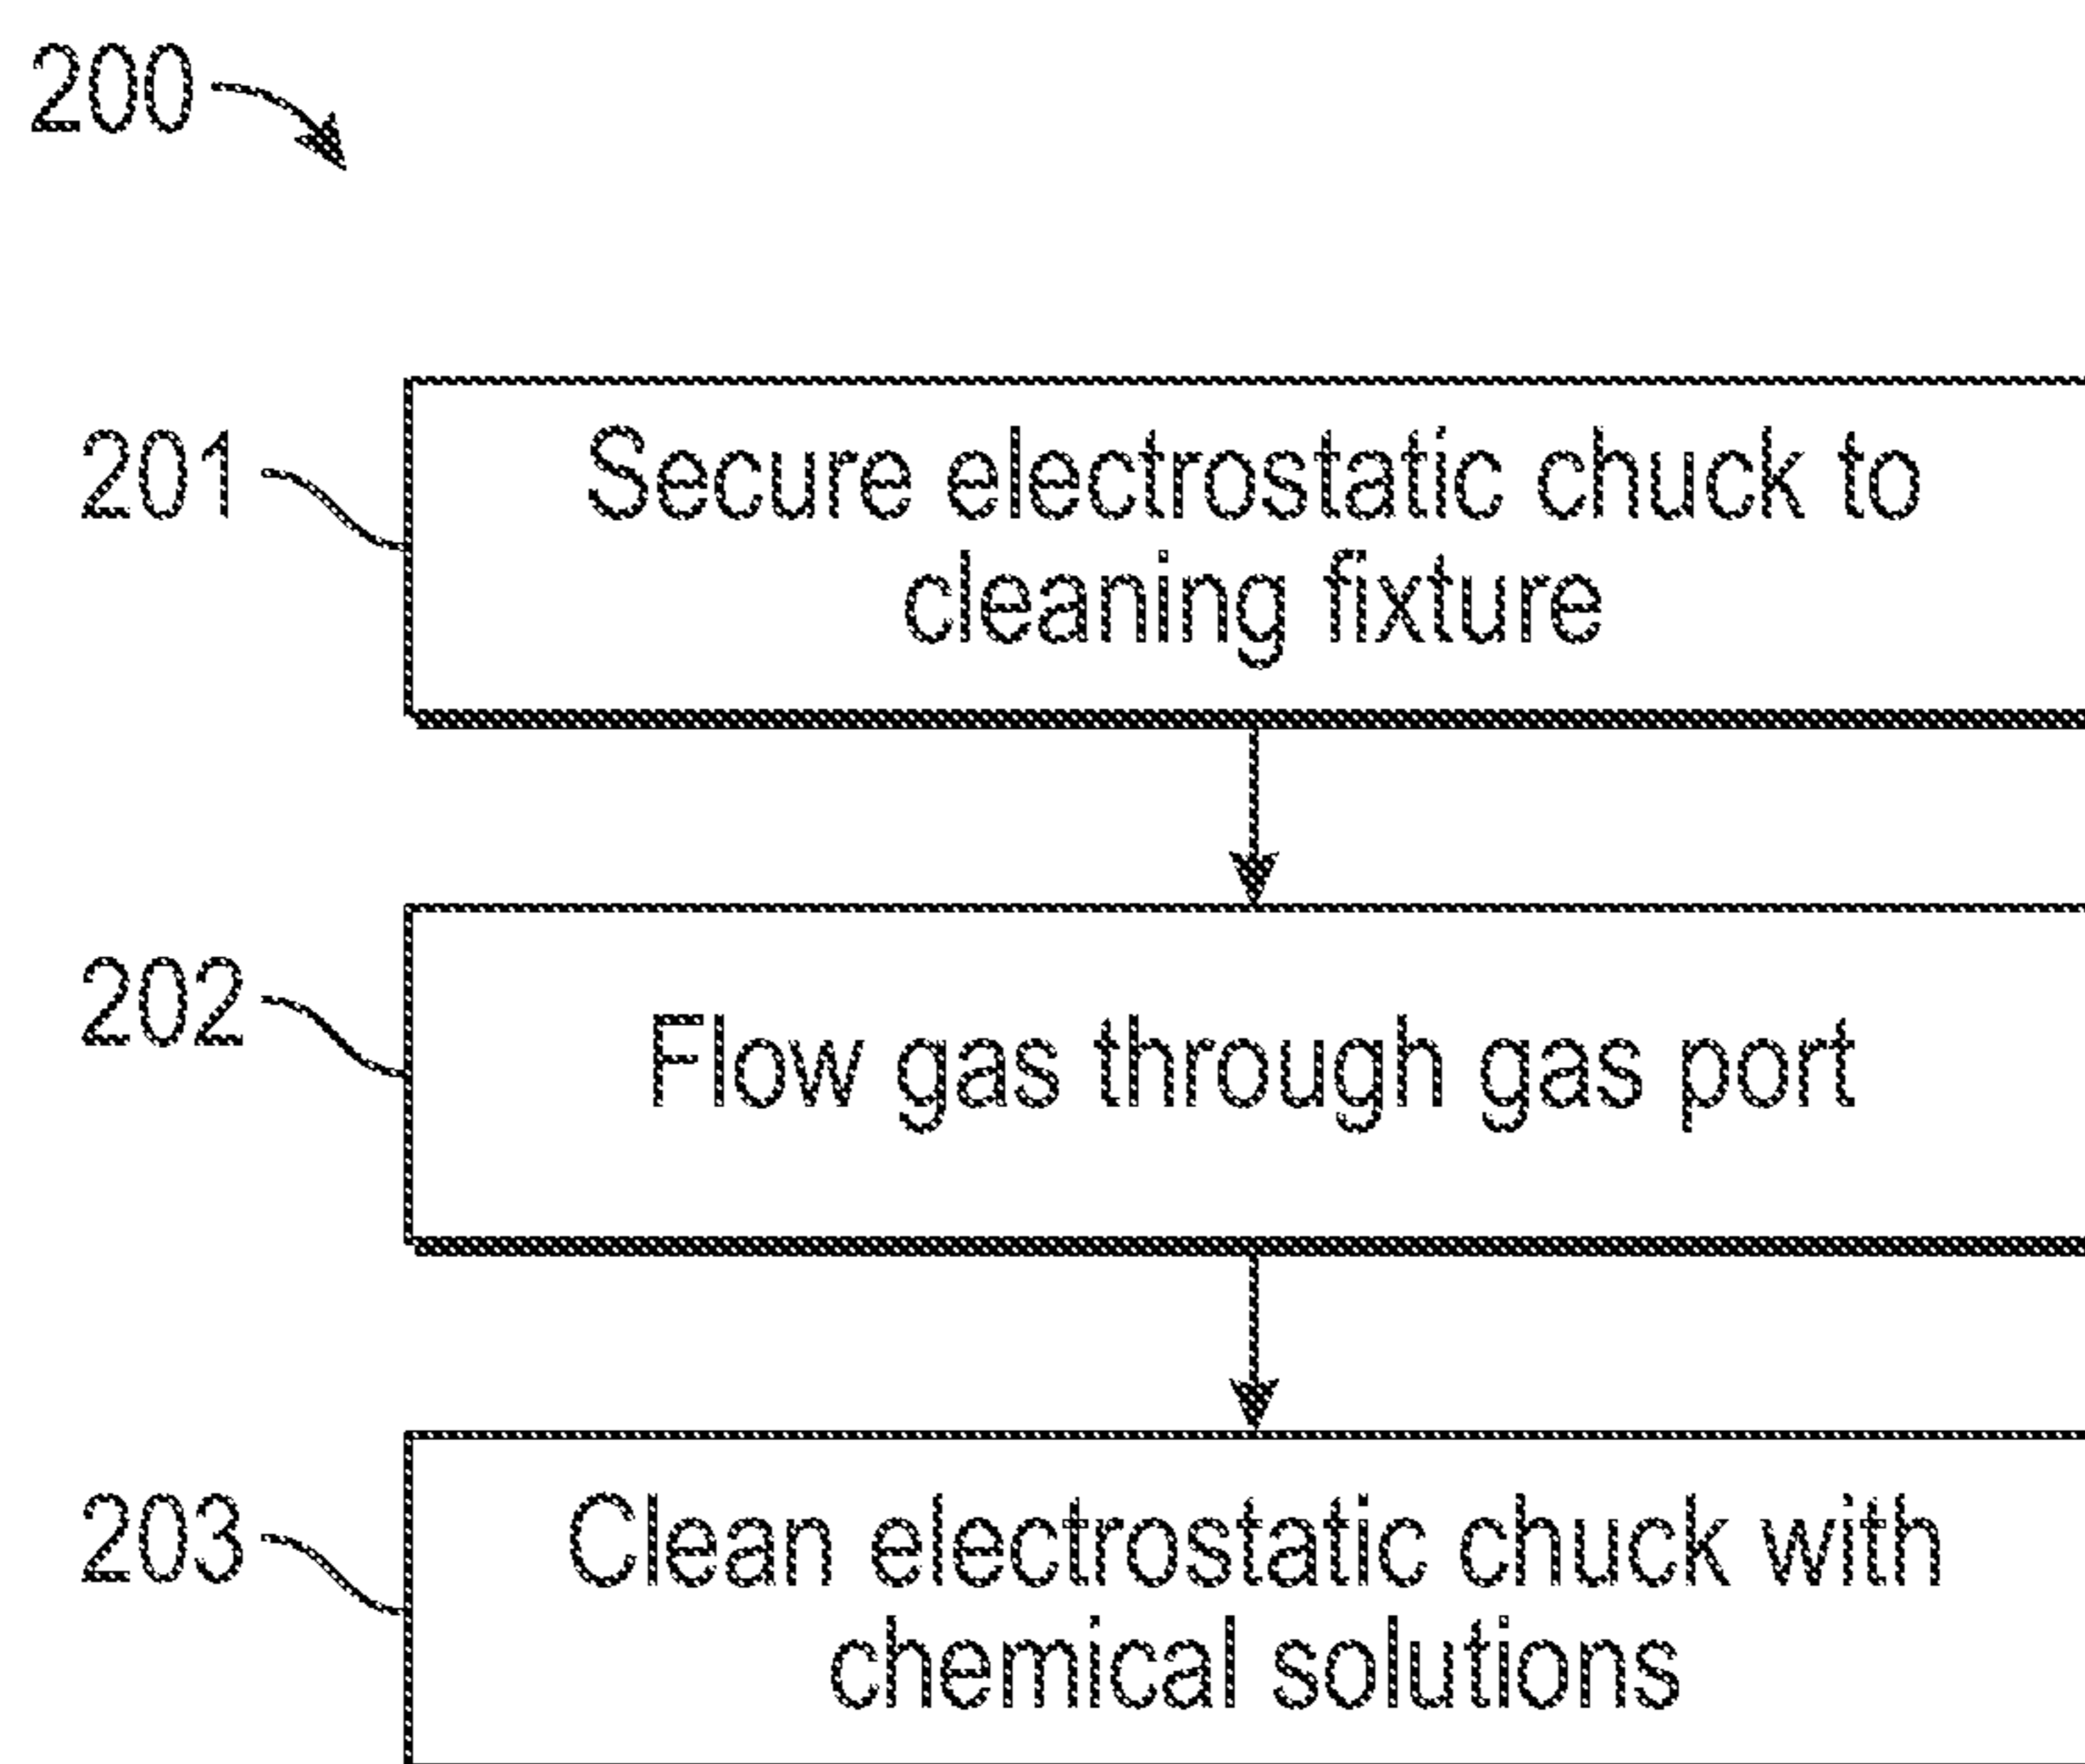 200
201
Secure electrostatic chuck to
cleaning fixture
202
Flow gas through gas port
203
Clean electrostatic chuck with
chemical solutions